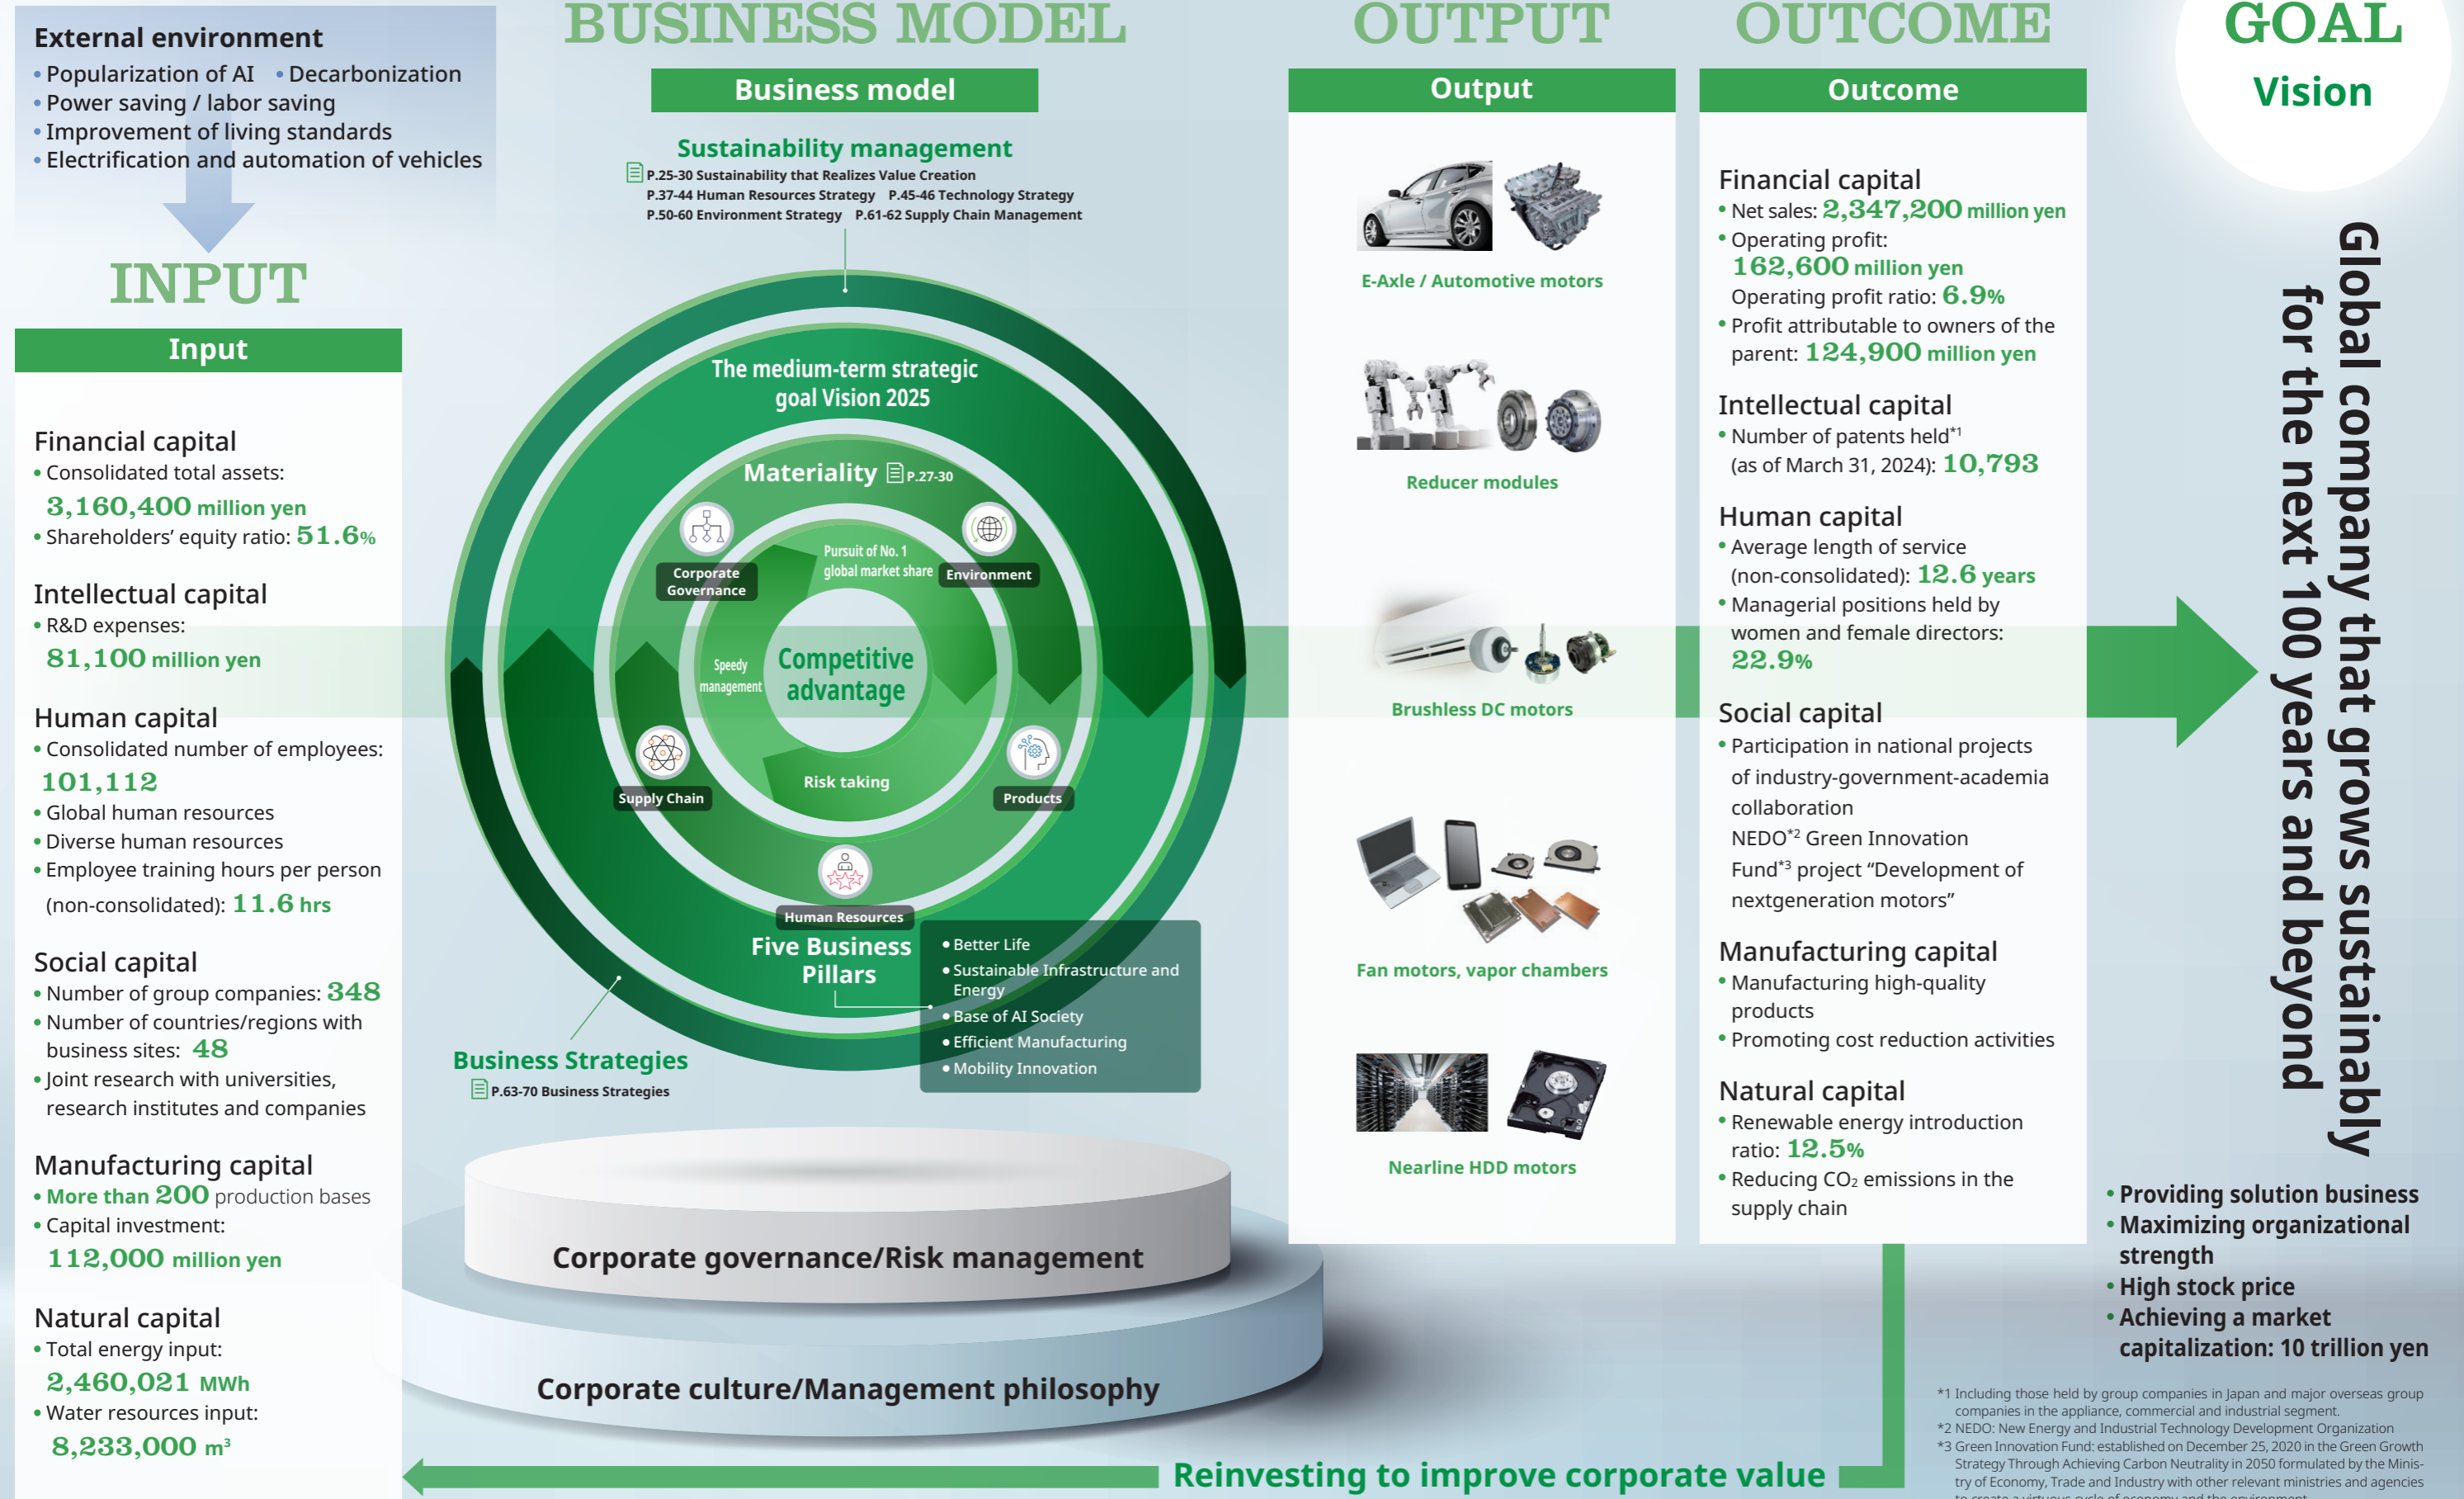 External environment
• Popularization of AI • Decarbonization
• Power saving / labor saving
• Improvement of living standards
• Electrification and automation of vehicles
INPUT
Input
Financial capital
• Consolidated total assets:
3,160,400 million yen
• Shareholders’ equity ratio: 51.6%
Intellectual capital
• R&D expenses:
81,100 million yen
Human capital
• Consolidated number of employees:
101,112
• Global human resources
• Diverse human resources
• Employee training hours per person
(non-consolidated): 11.6 hrs
Social capital
• Number of group companies: 348
• Number of countries/regions with
business sites: 48
• Joint research with universities,
research institutes and companies
Manufacturing capital
• More than 200 production bases
• Capital investment:
112,000 million yen
Natural capital
• Total energy input:
2,460,021 MWh
• Water resources input:
8,233,000 m³
BUSINESS MODEL
Business model
Sustainability management
P.25-30 Sustainability that Realizes Value Creation
P.37-44 Human Resources Strategy P.45-46 Technology Strategy
P.50-60 Environment Strategy P.61-62 Supply Chain Management
The medium-term strategic
goal Vision 2025
Materiality P.27-30
Corporate
Governance
Pursuit of No. 1
global market share
Environment
Speedy
management
Competitive
advantage
Risk taking
Supply Chain
Products
Human Resources
Five Business
Pillars
• Better Life
• Sustainable Infrastructure and
Energy
• Base of AI Society
• Efficient Manufacturing
• Mobility Innovation
Business Strategies
P.63-70 Business Strategies
Corporate governance/Risk management
Corporate culture/Management philosophy
OUTPUT
Output
E-Axle / Automotive motors
Reducer modules
Brushless DC motors
Fan motors, vapor chambers
Nearline HDD motors
OUTCOME
Outcome
Financial capital
• Net sales: 2,347,200 million yen
• Operating profit:
162,600 million yen
Operating profit ratio: 6.9%
• Profit attributable to owners of the
parent: 124,900 million yen
Intellectual capital
• Number of patents held*1
(as of March 31, 2024): 10,793
Human capital
• Average length of service
(non-consolidated): 12.6 years
• Managerial positions held by
women and female directors:
22.9%
Social capital
• Participation in national projects
of industry-government-academia
collaboration
NEDO*2 Green Innovation
Fund*3 project “Development of
nextgeneration motors”
Manufacturing capital
• Manufacturing high-quality
products
• Promoting cost reduction activities
Natural capital
• Renewable energy introduction
ratio: 12.5%
• Reducing CO₂ emissions in the
supply chain
Reinvesting to improve corporate value
GOAL
Vision
Global company that grows sustainably
for the next 100 years and beyond
• Providing solution business
• Maximizing organizational
strength
• High stock price
• Achieving a market
capitalization: 10 trillion yen
*1 Including those held by group companies in Japan and major overseas group
companies in the appliance, commercial and industrial segment.
*2 NEDO: New Energy and Industrial Technology Development Organization
*3 Green Innovation Fund: established on December 25, 2020 in the Green Growth
Strategy Through Achieving Carbon Neutrality in 2050 formulated by the Minis-
try of Economy, Trade and Industry with other relevant ministries and agencies
to create a virtuous cycle of economy and the environment